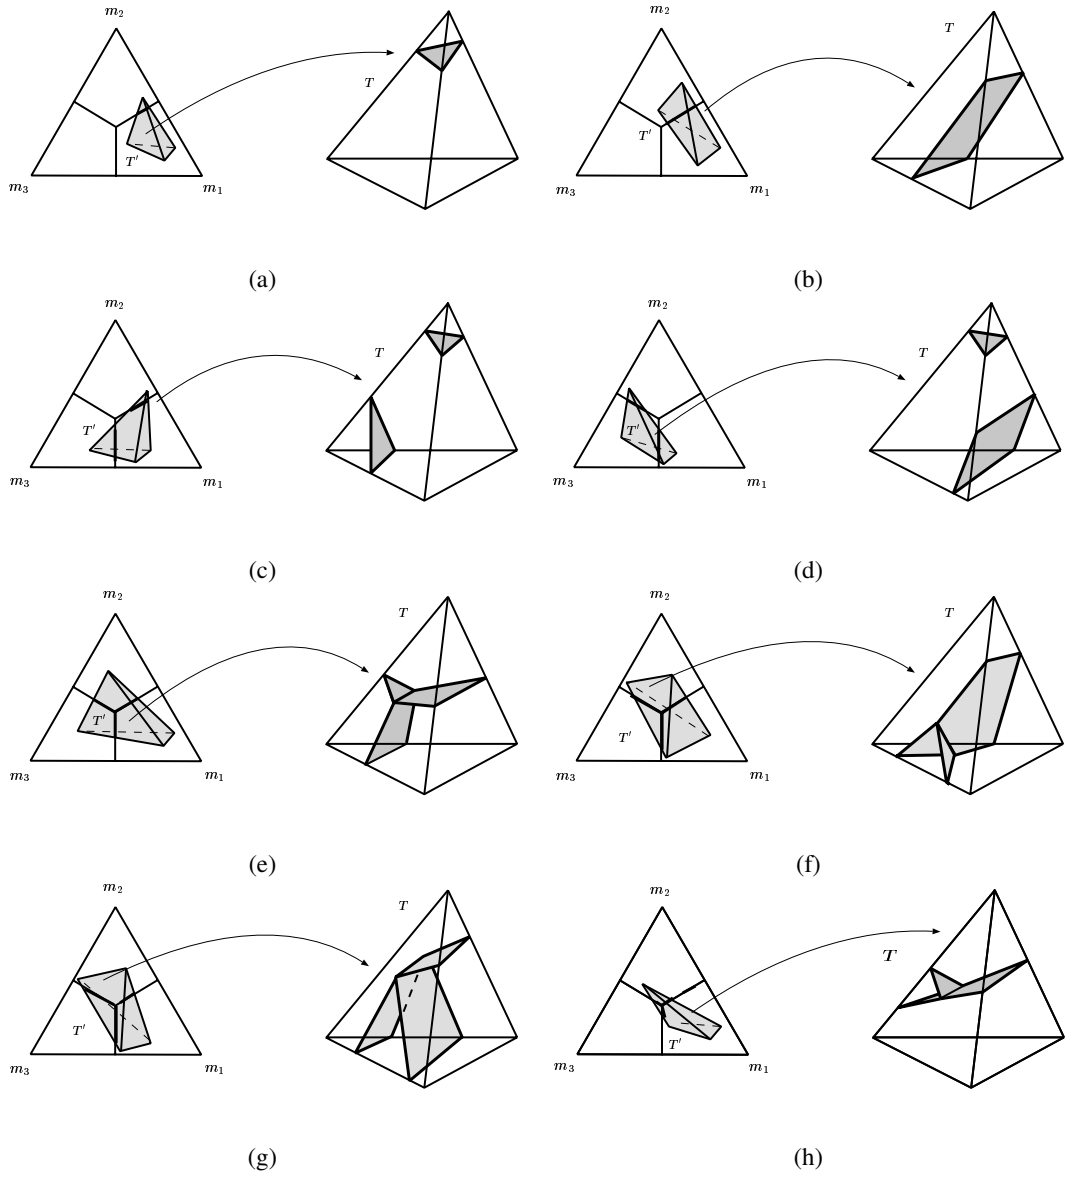 m₂ m₂
T T
T′ T′
m₃ m₁ m₃ m₁
(a) (b)
m₂ m₂
T T
T′ T′
m₃ m₁ m₃ m₁
(c) (d)
m₂ m₂
T T
T′ T′
m₃ m₁ m₃ m₁
(e) (f)
m₂ m₂
T T
T′ T′
m₃ m₁ m₃ m₁
(g) (h)